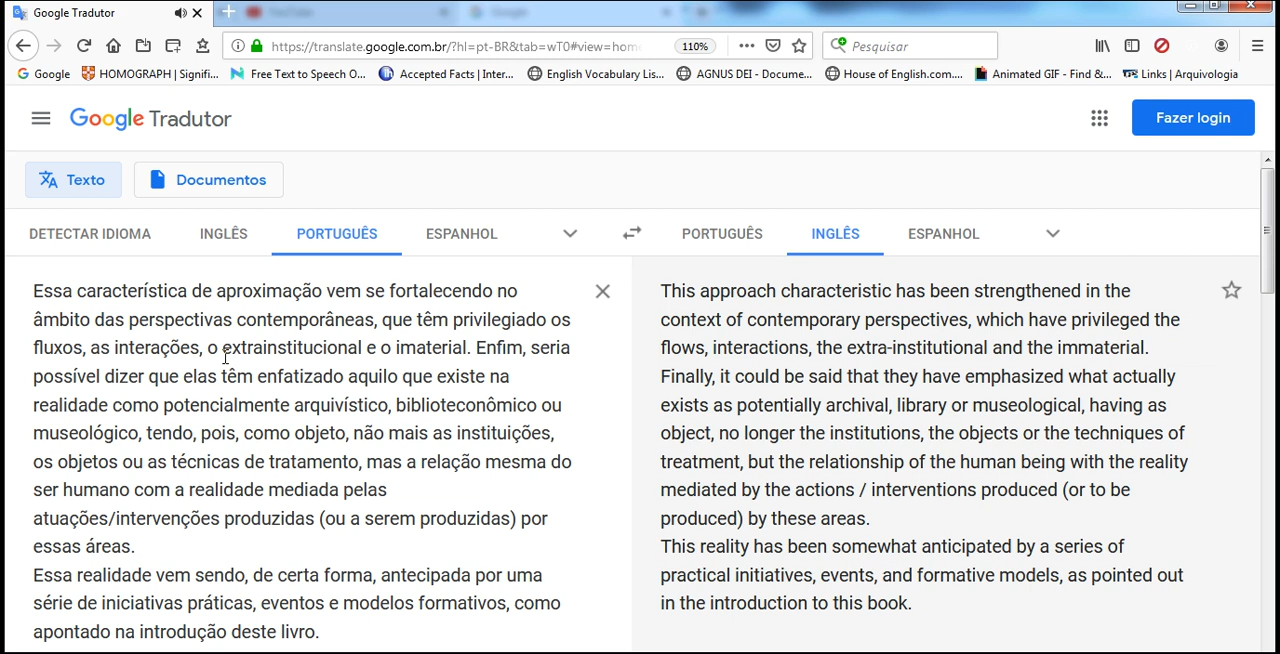 Google Tradutor
YouTube
Google
https://translate.google.com.br/?hl=pt-BR&tab=wT0#view=hom
110%
Pesquisar
Google
HOMOGRAPH | Signifi...
Free Text to Speech O...
Accepted Facts | Inter...
English Vocabulary Lis...
AGNUS DEI - Docume...
House of English.com....
Animated GIF - Find &...
Links | Arquivologia
Google Tradutor
Fazer login
Texto
Documentos
DETECTAR IDIOMA
INGLÊS
PORTUGUÊS
ESPANHOL
PORTUGUÊS
INGLÊS
ESPANHOL
Essa característica de aproximação vem se fortalecendo no
âmbito das perspectivas contemporâneas, que têm privilegiado os
fluxos, as interações, o extrainstitucional e o imaterial. Enfim, seria
possível dizer que elas têm enfatizado aquilo que existe na
realidade como potencialmente arquivístico, biblioteconômico ou
museológico, tendo, pois, como objeto, não mais as instituições,
os objetos ou as técnicas de tratamento, mas a relação mesma do
ser humano com a realidade mediada pelas
atuações/intervenções produzidas (ou a serem produzidas) por
essas áreas.
Essa realidade vem sendo, de certa forma, antecipada por uma
série de iniciativas práticas, eventos e modelos formativos, como
apontado na introdução deste livro.
This approach characteristic has been strengthened in the
context of contemporary perspectives, which have privileged the
flows, interactions, the extra-institutional and the immaterial.
Finally, it could be said that they have emphasized what actually
exists as potentially archival, library or museological, having as
object, no longer the institutions, the objects or the techniques of
treatment, but the relationship of the human being with the reality
mediated by the actions / interventions produced (or to be
produced) by these areas.
This reality has been somewhat anticipated by a series of
practical initiatives, events, and formative models, as pointed out
in the introduction to this book.